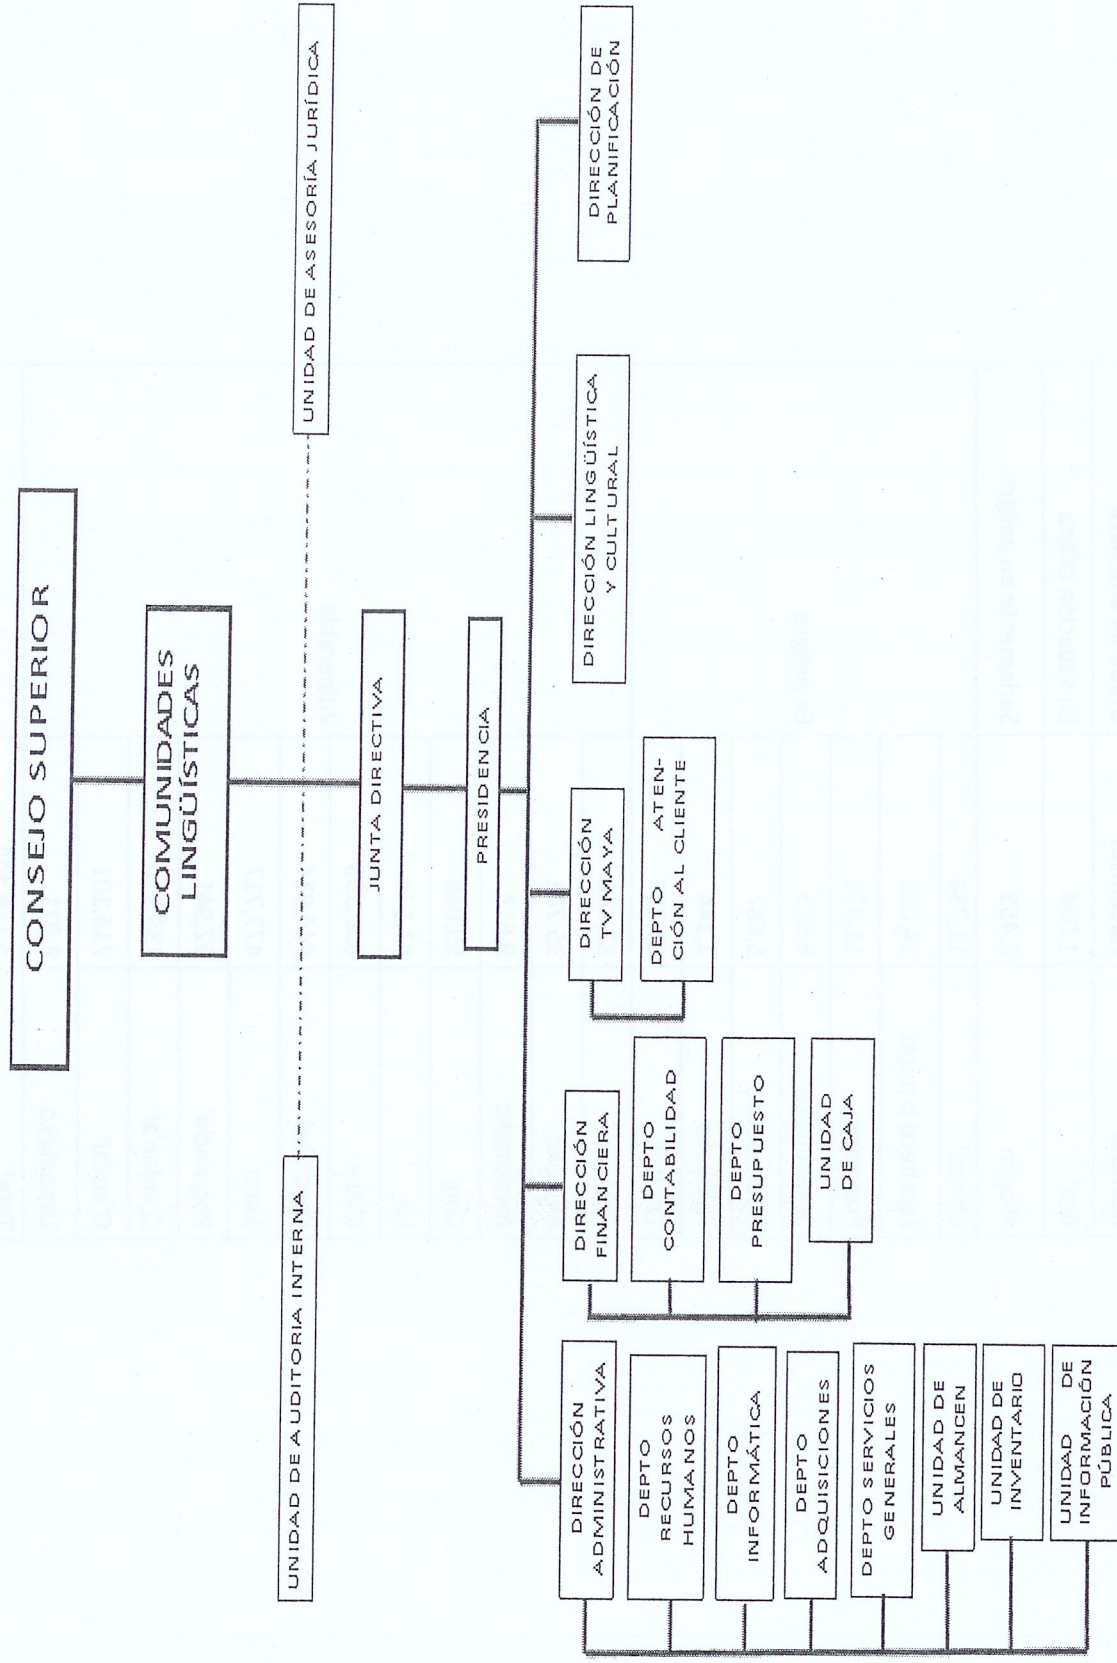 CONSEJO SUPERIOR
COMUNIDADES
LINGÜÍSTICAS
UNIDAD DE AUDITORIA INTERNA
UNIDAD DE ASESORÍA JURÍDICA
JUNTA DIRECTIVA
PRESIDENCIA
DIRECCIÓN
ADMINISTRATIVA
DEPTO
RECURSOS
HUMANOS
DEPTO
INFORMÁTICA
DEPTO
ADQUISICIONES
DEPTO SERVICIOS
GENERALES
UNIDAD DE
ALMANCEN
UNIDAD DE
INVENTARIO
UNIDAD DE
INFORMACIÓN
PÚBLICA
DIRECCIÓN
FINANCIERA
DEPTO
CONTABILIDAD
DEPTO
PRESUPUESTO
UNIDAD
DE CAJA
DIRECCIÓN
TV MAYA
DEPTO ATEN-
CIÓN AL CLIENTE
DIRECCIÓN LINGÜÍSTICA
Y CULTURAL
DIRECCIÓN DE
PLANIFICACIÓN